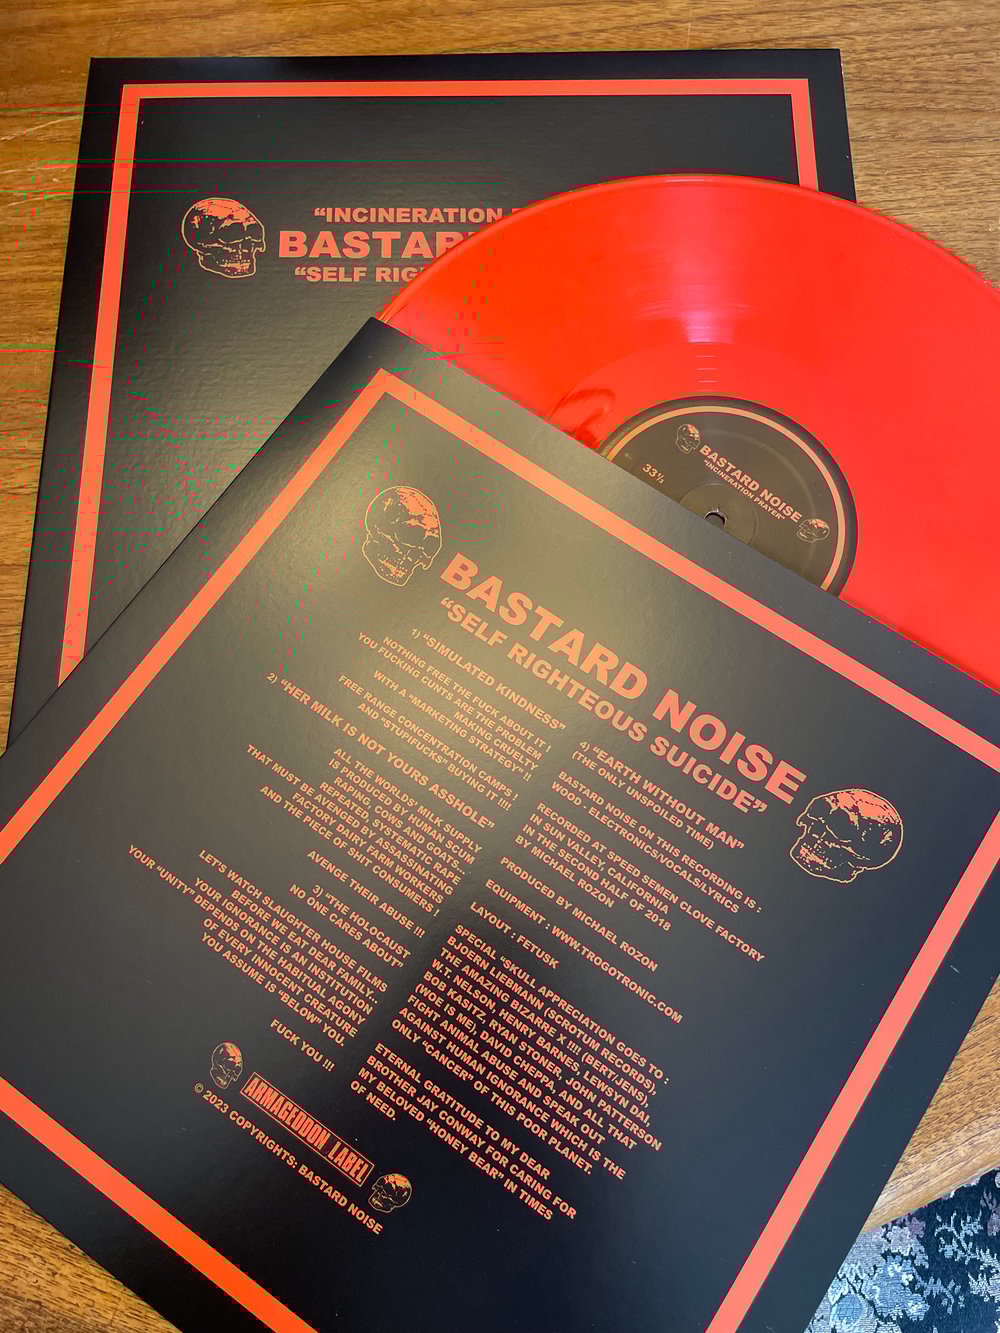 “INCINERATION
BASTAR
“SELF RIG
BASTARD NOISE
“INCINERATION PRAYER”
33⅓
BASTARD NOISE
“SELF RIGHTEOUS SUICIDE”
1) “SIMULATED KINDNESS”
NOTHING FREE THE FUCK ABOUT IT !
YOU FUCKING CUNTS ARE THE PROBLEM
WITH A “MARKETING STRATEGY” !!
MAKING CRUELTY
FREE RANGE CONCENTRATION CAMPS !
AND “STUPIFUCKS” BUYING IT !!!!
2) “HER MILK IS NOT YOURS ASSHOLE”
ALL THE WORLDS’ MILK SUPPLY
IS PRODUCED BY HUMAN SCUM
RAPING, COWS AND GOATS.
REPEATED, SYSTEMATIC RAPE
THAT MUST BE AVENGED BY ASSASSINATING
FACTORY DAIRY FARM WORKERS
AND THE PIECE OF SHIT CONSUMERS !
AVENGE THEIR ABUSE !!!
3) “THE HOLOCAUST
NO ONE CARES ABOUT”
LET’S WATCH SLAUGHTER HOUSE FILMS
BEFORE WE EAT DEAR FAMILY...
YOUR IGNORANCE IS AN INSTITUTION
YOUR “UNITY” DEPENDS ON THE HABITUAL AGONY
OF EVERY INNOCENT CREATURE
YOU ASSUME IS “BELOW” YOU.
FUCK YOU !!!
4) “EARTH WITHOUT MAN”
(THE ONLY UNSPOILED TIME)
BASTARD NOISE ON THIS RECORDING IS :
WOOD - ELECTRONICS/VOCALS/LYRICS
RECORDED AT SPEED SEMEN CLOVE FACTORY
IN SUN VALLEY, CALIFORNIA
IN THE SECOND HALF OF 2018
BY MICHAEL ROZON
PRODUCED BY MICHAEL ROZON
EQUIPMENT : WWW.TROGOTRONIC.COM
LAYOUT : FETUSK
SPECIAL “SKULL APPRECIATION GOES TO :
BJOERN LIEBMANN (SCROTUM RECORDS),
THE AMAZING BIZARRE X !!! (BERT/JENS),
W.T. NELSON, HENRY BARNES, LEWSYN DAI,
BOB KASHTZ, RYAN STONIER, JOHN PATTERSON
(WOE IS ME), DAVID CHEPPA, AND ALL THAT
FIGHT ANIMAL ABUSE AND SPEAK OUT
AGAINST HUMAN IGNORANCE WHICH IS THE
ONLY “CANCER” OF THIS POOR PLANET.
ETERNAL GRATITUDE TO MY DEAR
BROTHER JAY CONWAY FOR CARING FOR
MY BELOVED “HONEY BEAR” IN TIMES
OF NEED.
ARMAGEDDON LABEL
© 2023 COPYRIGHTS: BASTARD NOISE